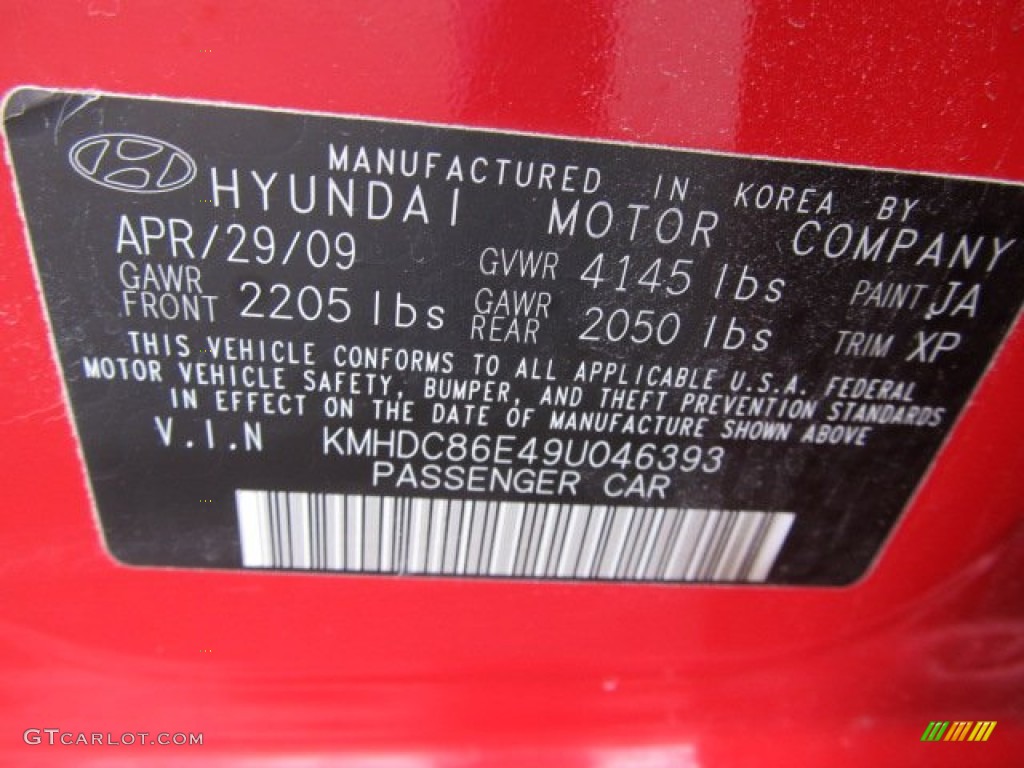 MANUFACTURED IN KOREA BY
HYUNDAI MOTOR COMPANY
APR/29/09 GVWR 4145 lbs PAINT JA
GAWR FRONT 2205 lbs GAWR REAR 2050 lbs TRIM XP
THIS VEHICLE CONFORMS TO ALL APPLICABLE U.S.A. FEDERAL
MOTOR VEHICLE SAFETY, BUMPER, AND THEFT PREVENTION STANDARDS
IN EFFECT ON THE DATE OF MANUFACTURE SHOWN ABOVE
V.I.N KMHDC86E49U046393
PASSENGER CAR
GTCARLOT.COM